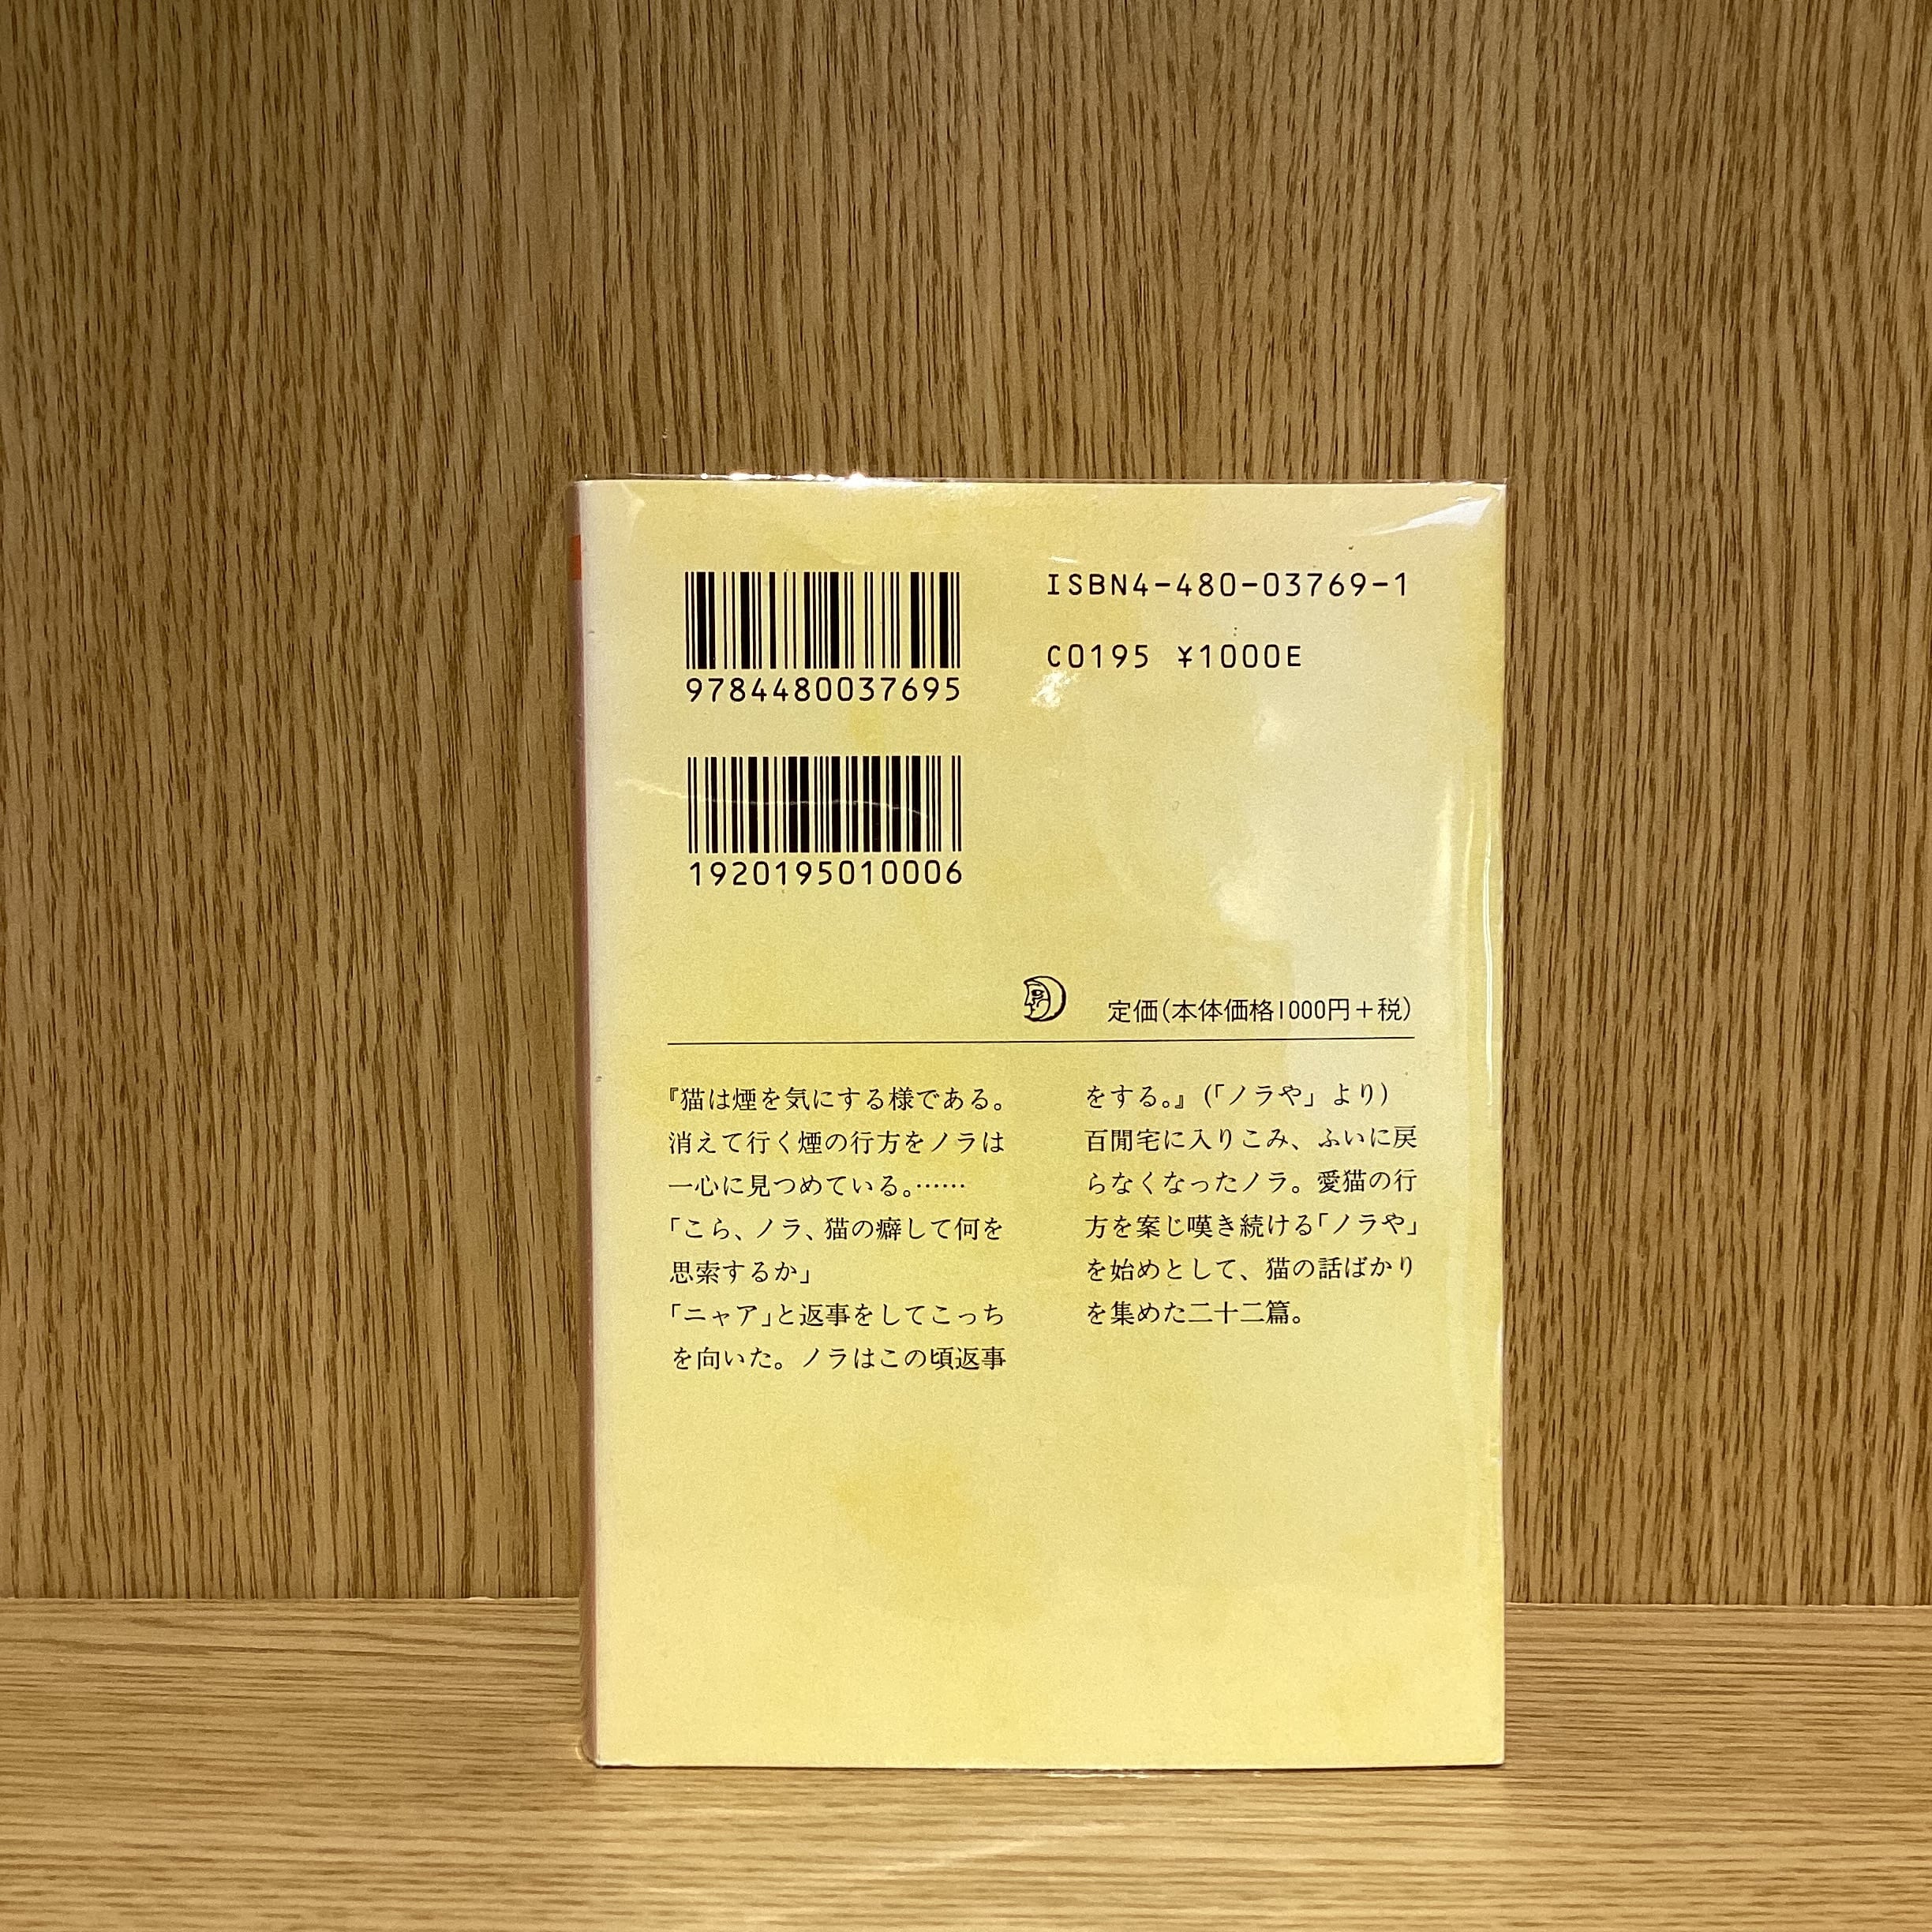 ISBN4-480-03769-1
C0195 ¥1000E
9784480037695
1920195010006
定価(本体価格1000円+税)
『猫は煙を気にする様である。
消えて行く煙の行方をノラは
一心に見つめている。……
「こら、ノラ、猫の癖して何を
思索するか」
「ニャア」と返事をしてこっち
を向いた。ノラはこの頃返事
をする。』(「ノラや」より)
百閒宅に入りこみ、ふいに戻
らなくなったノラ。愛猫の行
方を案じ嘆き続ける「ノラや」
を始めとして、猫の話ばかり
を集めた二十二篇。